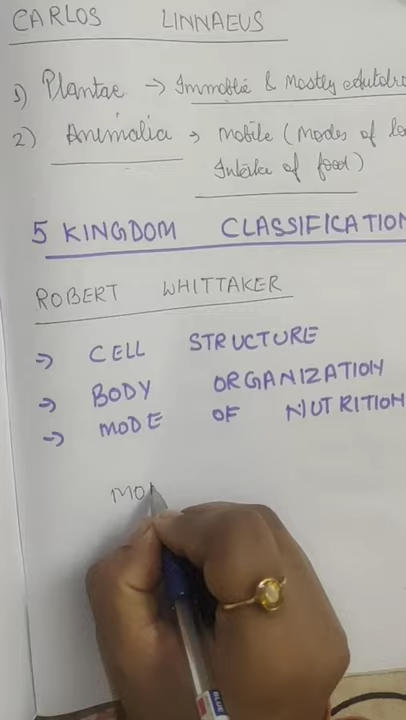 CARLOS LINNAEUS
1) Plantae → Immobile & Mostly
2) Animalia → Mobile (Modes of
Intake of food)
5 KINGDOM CLASSIFICATION
ROBERT WHITTAKER
→ CELL STRUCTURE
→ BODY ORGANIZATION
→ MODE OF NUTRITION
MO
BLUE